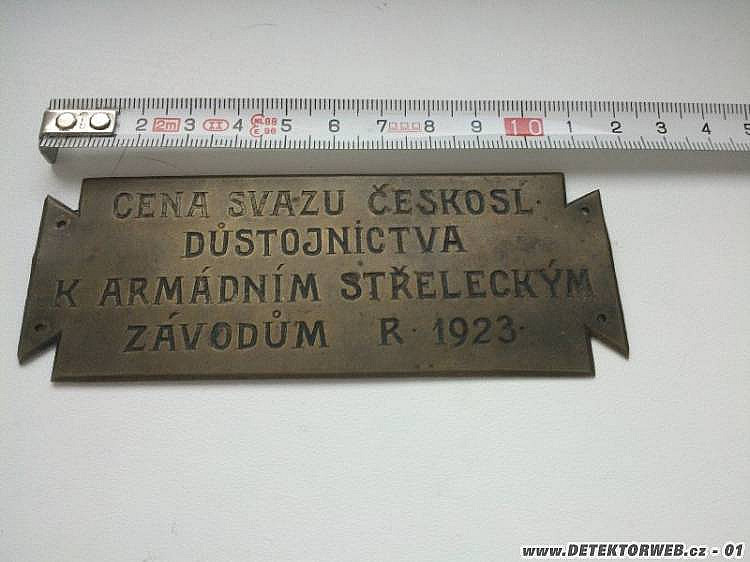 2 2m 3 II 4 5 6 7 8 9 10 1 2 3 4 5
CENA SVAZU ČESKOSL.
DŮSTOJNICTVA
K ARMÁDNÍM STŘELECKÝM
ZÁVODŮM R. 1923.
www.DETEKTORWEB.cz - 01